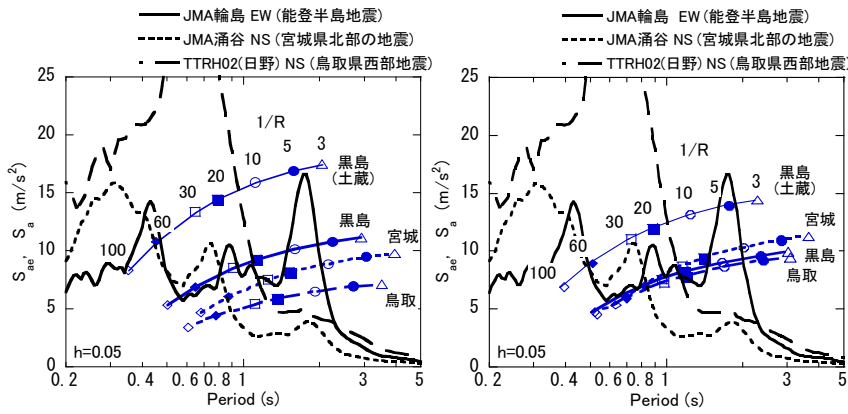 JMA輪島 EW (能登半島地震)
JMA涌谷 NS (宮城県北部の地震)
TTRH02(日野) NS (鳥取県西部地震)
25
20
15
10
5
0
Sae, Sa (m/s2)
1/R
3
5
10
20
30
60
100
黒島
(土蔵)
黒島
宮城
鳥取
h=0.05
0.2
0.4
0.6
0.8
1
3
5
Period (s)
JMA輪島 EW (能登半島地震)
JMA涌谷 NS (宮城県北部の地震)
TTRH02(日野) NS (鳥取県西部地震)
25
20
15
10
5
0
Sae, Sa (m/s2)
1/R
3
5
10
20
30
60
100
黒島
(土蔵)
宮城
黒島
鳥取
h=0.05
0.2
0.4
0.6
0.8
1
3
5
Period (s)